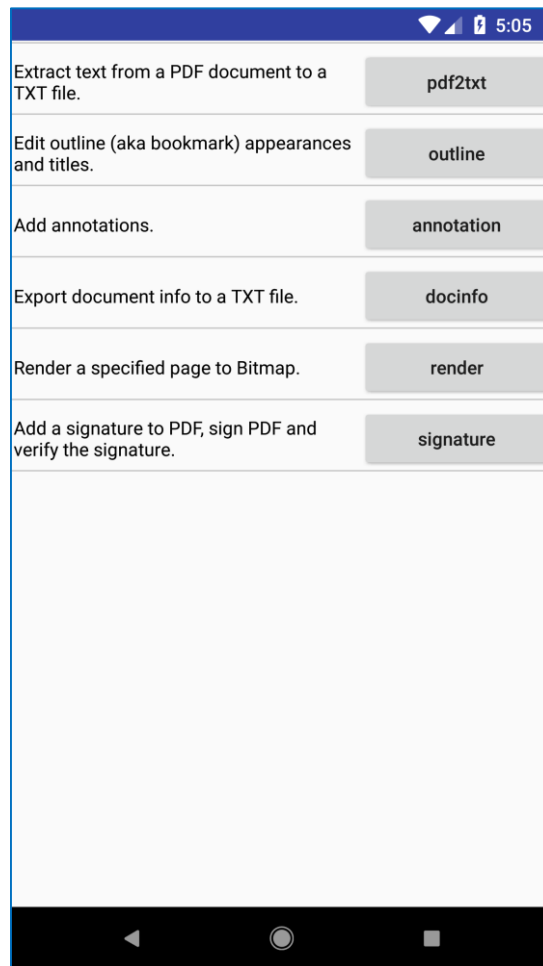 5:05
Extract text from a PDF document to a
TXT file.
pdf2txt
Edit outline (aka bookmark) appearances
and titles.
outline
Add annotations.
annotation
Export document info to a TXT file.
docinfo
Render a specified page to Bitmap.
render
Add a signature to PDF, sign PDF and
verify the signature.
signature